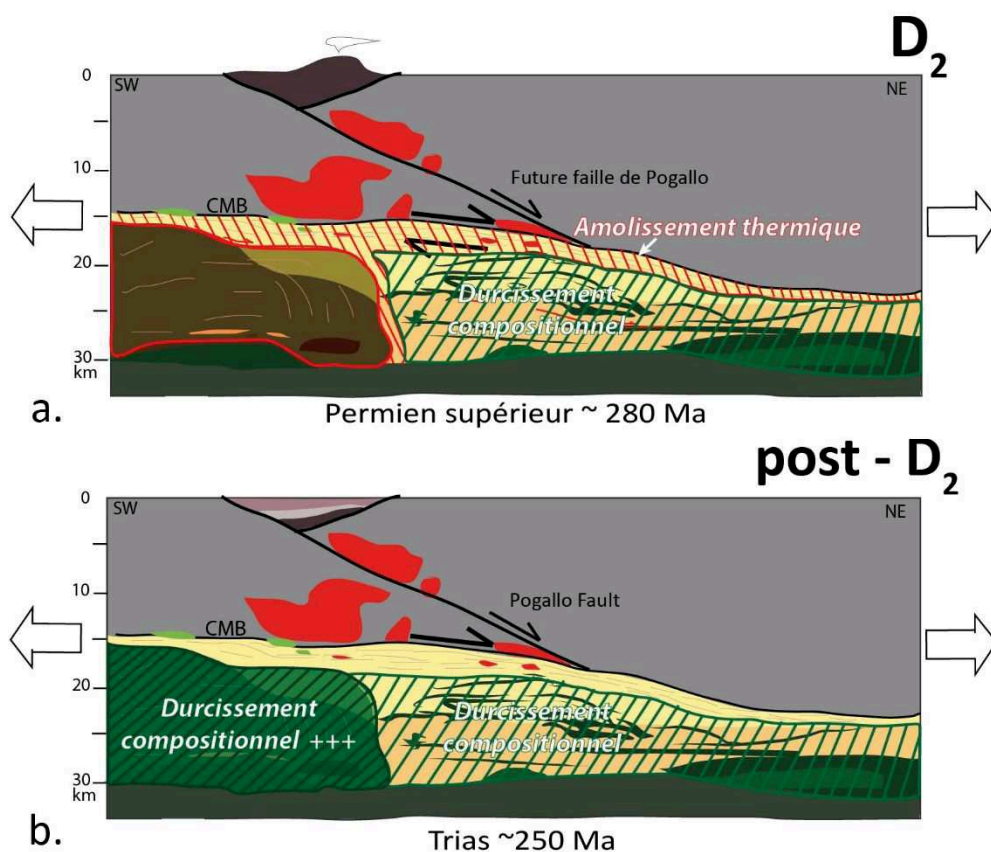 D2
0
SW
NE
10
CMB
Future faille de Pogallo
Amolissement thermique
20
Durcissement
compositionnel
30
km
a.
Permien supérieur ~ 280 Ma
post - D2
0
SW
NE
10
CMB
Pogallo Fault
20
Durcissement
compositionnel +++
Durcissement
compositionnel
30
km
b.
Trias ~250 Ma